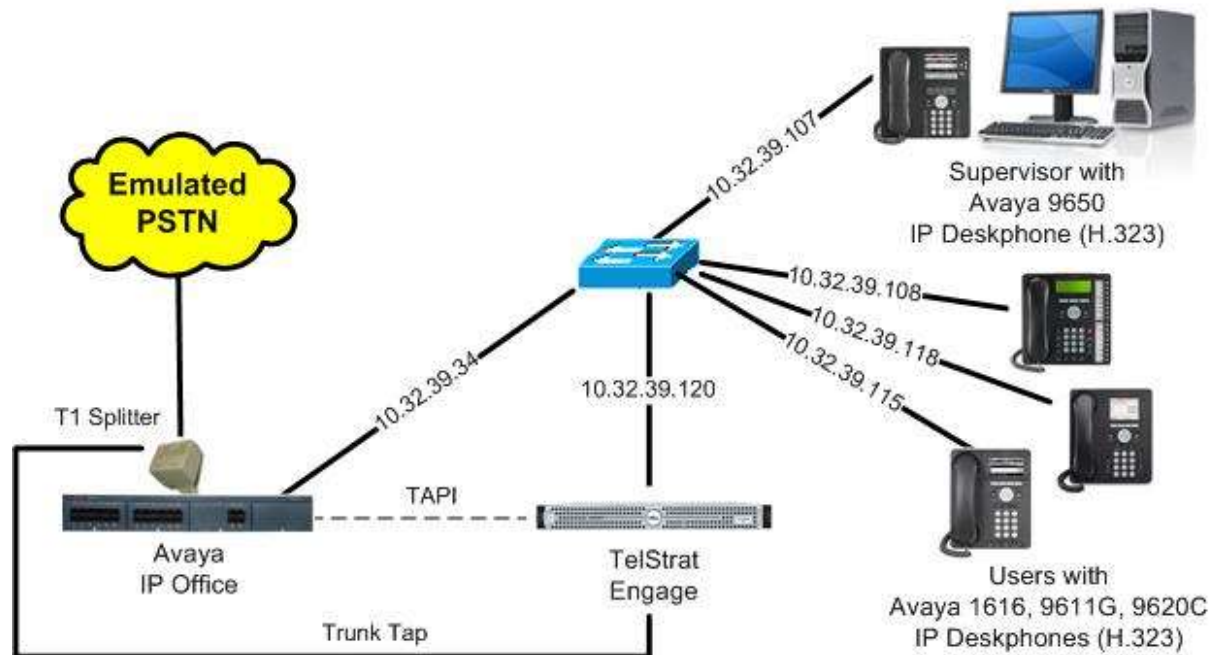 Emulated
PSTN
10.32.39.107
Supervisor with
Avaya 9650
IP Deskphone (H.323)
10.32.39.108
10.32.39.118
10.32.39.115
10.32.39.34
10.32.39.120
T1 Splitter
TAPI
Avaya
IP Office
TelStrat
Engage
Users with
Avaya 1616, 9611G, 9620C
IP Deskphones (H.323)
Trunk Tap